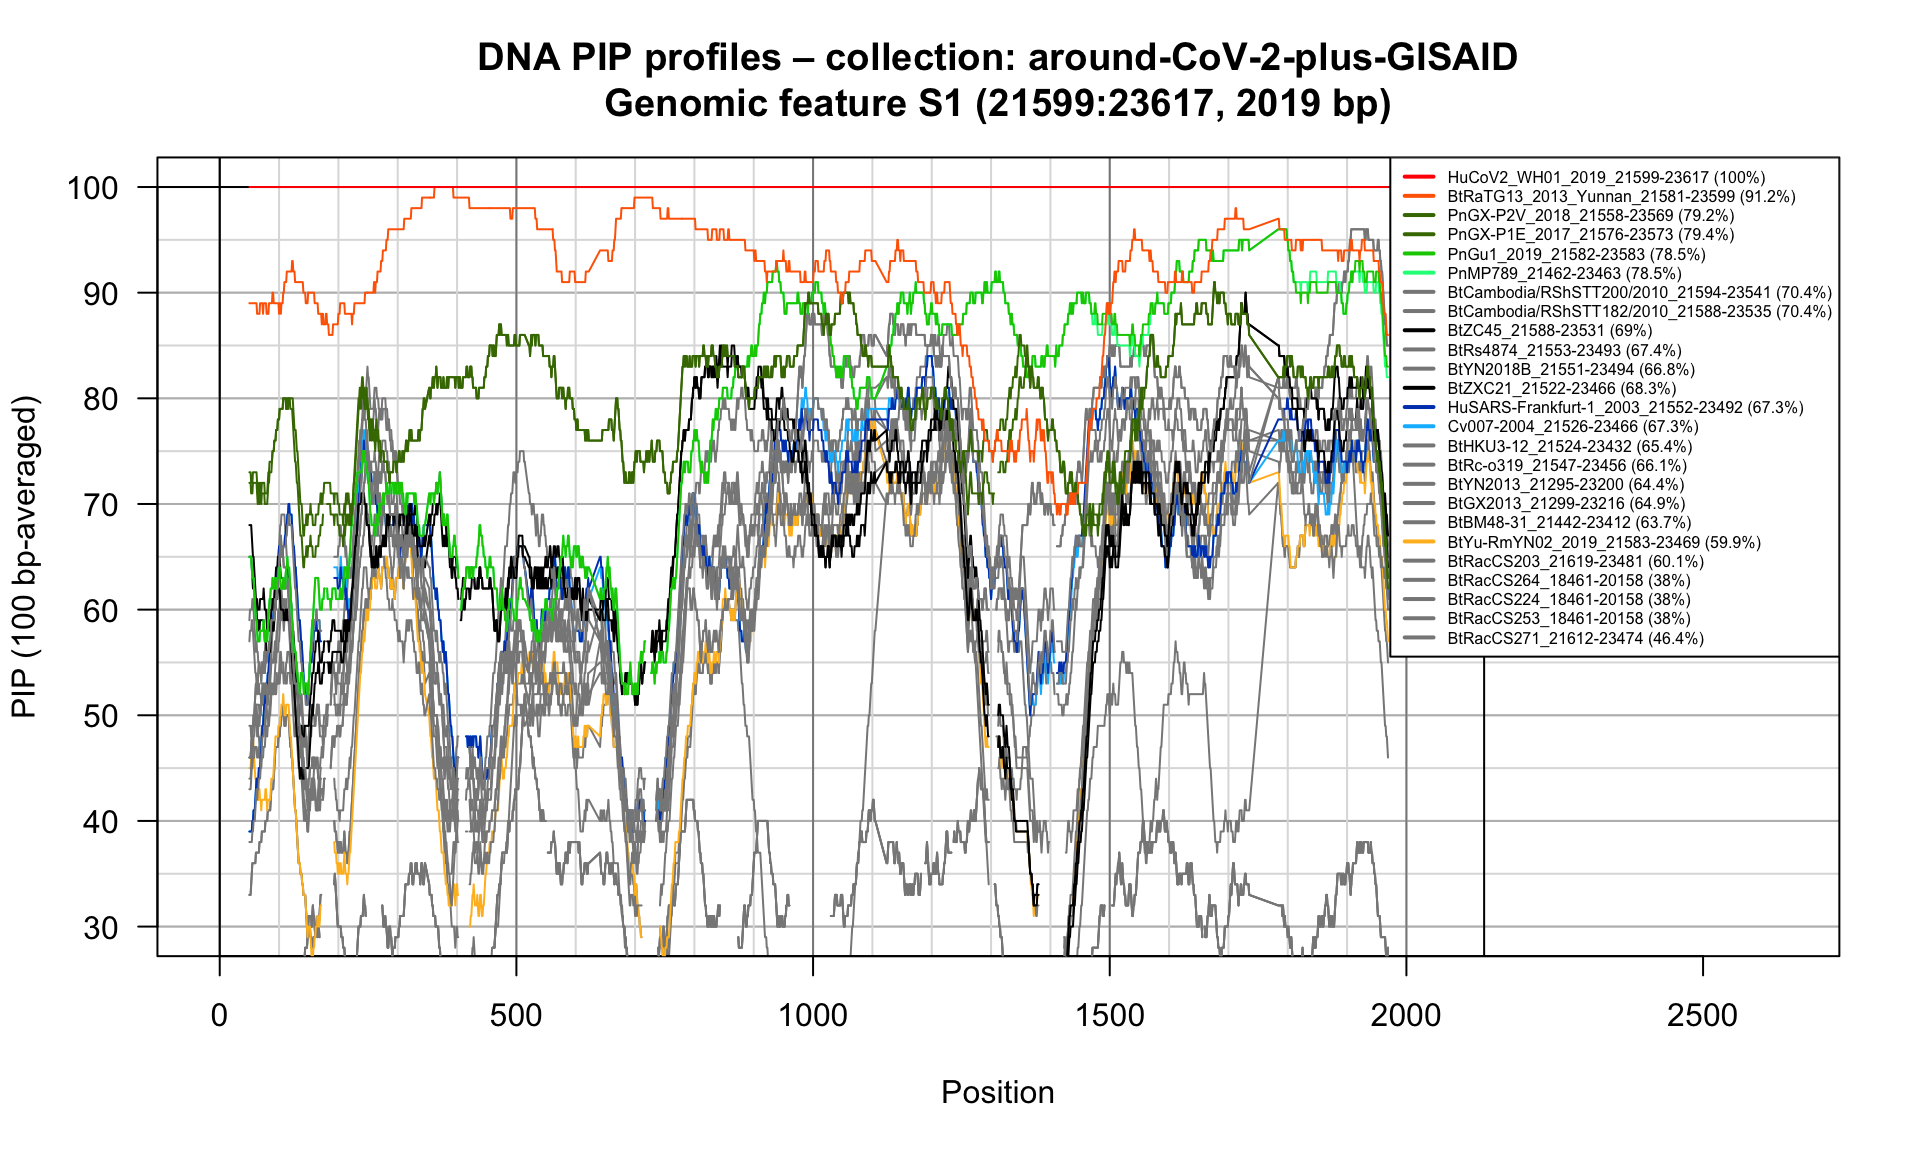 DNA PIP profiles – collection: around-CoV-2-plus-GISAID
Genomic feature S1 (21599:23617, 2019 bp)
PIP (100 bp-averaged)
100
90
80
70
60
50
40
30
HuCoV2_WH01_2019_21599-23617 (100%)
BtRaTG13_2013_Yunnan_21581-23599 (91.2%)
PnGX-P2V_2018_21558-23569 (79.2%)
PnGX-P1E_2017_21576-23573 (79.4%)
PnGu1_2019_21582-23583 (78.5%)
PnMP789_21462-23463 (78.5%)
BtCambodia/RShSTT200/2010_21594-23541 (70.4%)
BtCambodia/RShSTT182/2010_21588-23535 (70.4%)
BtZC45_21588-23531 (69%)
BtRs4874_21553-23493 (67.4%)
BtYN2018B_21551-23494 (66.8%)
BtZXC21_21522-23466 (68.3%)
HuSARS-Frankfurt-1_2003_21552-23492 (67.3%)
Cv007-2004_21526-23466 (67.3%)
BtHKU3-12_21524-23432 (65.4%)
BtRc-o319_21547-23456 (66.1%)
BtYN2013_21295-23200 (64.4%)
BtGX2013_21299-23216 (64.9%)
BtBM48-31_21442-23412 (63.7%)
BtYu-RmYN02_2019_21583-23469 (59.9%)
BtRacCS203_21619-23481 (60.1%)
BtRacCS264_18461-20158 (38%)
BtRacCS224_18461-20158 (38%)
BtRacCS253_18461-20158 (38%)
BtRacCS271_21612-23474 (46.4%)
0 500 1000 1500 2000 2500
Position